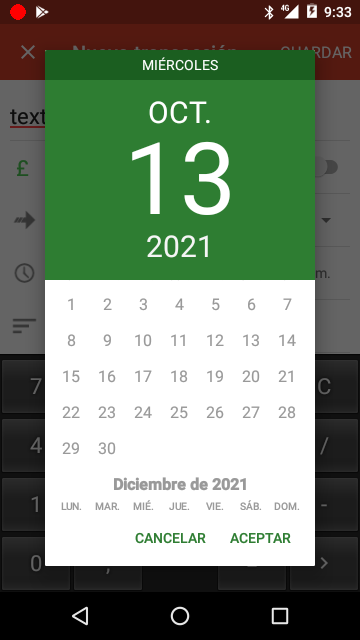 4G 9:33
Nueva transacción GUARDAR
MIÉRCOLES
text
OCT.
13
2021
£
m.
1 2 3 4 5 6 7
8 9 10 11 12 13 14
15 16 17 18 19 20 21
22 23 24 25 26 27 28
29 30
Diciembre de 2021
LUN. MAR. MIÉ. JUE. VIE. SÁB. DOM.
CANCELAR ACEPTAR
7 C
4 /
1 -
0 , =